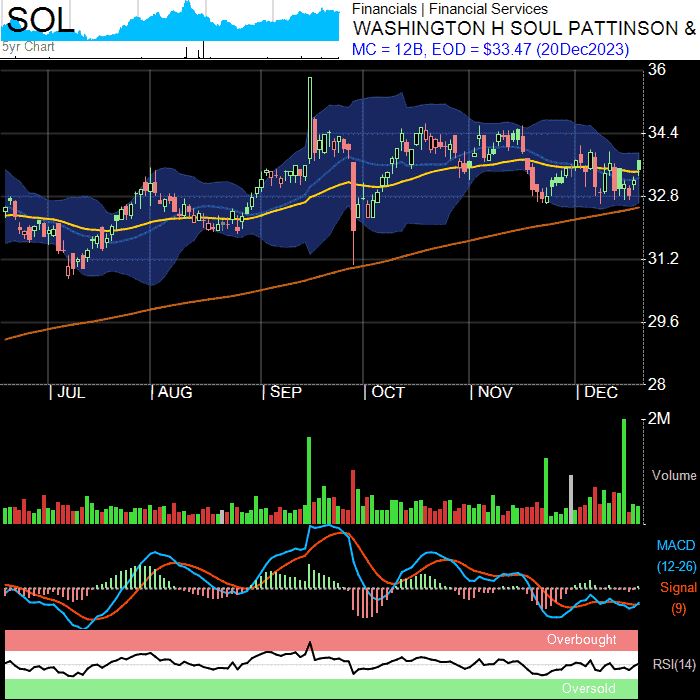 SOL
5yr Chart
Financials | Financial Services
WASHINGTON H SOUL PATTINSON &
MC = 12B, EOD = $33.47 (20Dec2023)
36
34.4
32.8
31.2
29.6
28
JUL AUG SEP OCT NOV DEC
2M
Volume
MACD
(12-26)
Signal
(9)
Overbought
RSI(14)
Oversold